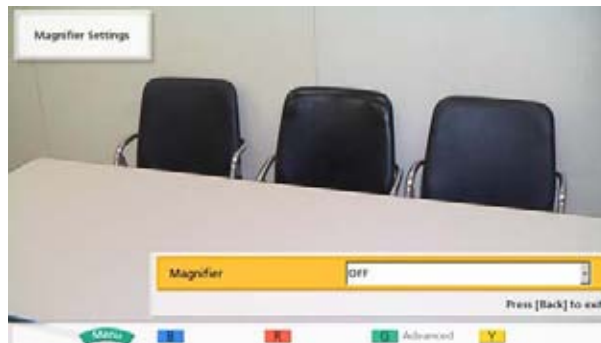 Magnifier Settings
Magnifier OFF
Press [Back] to exit
Menu B R G Advanced Y